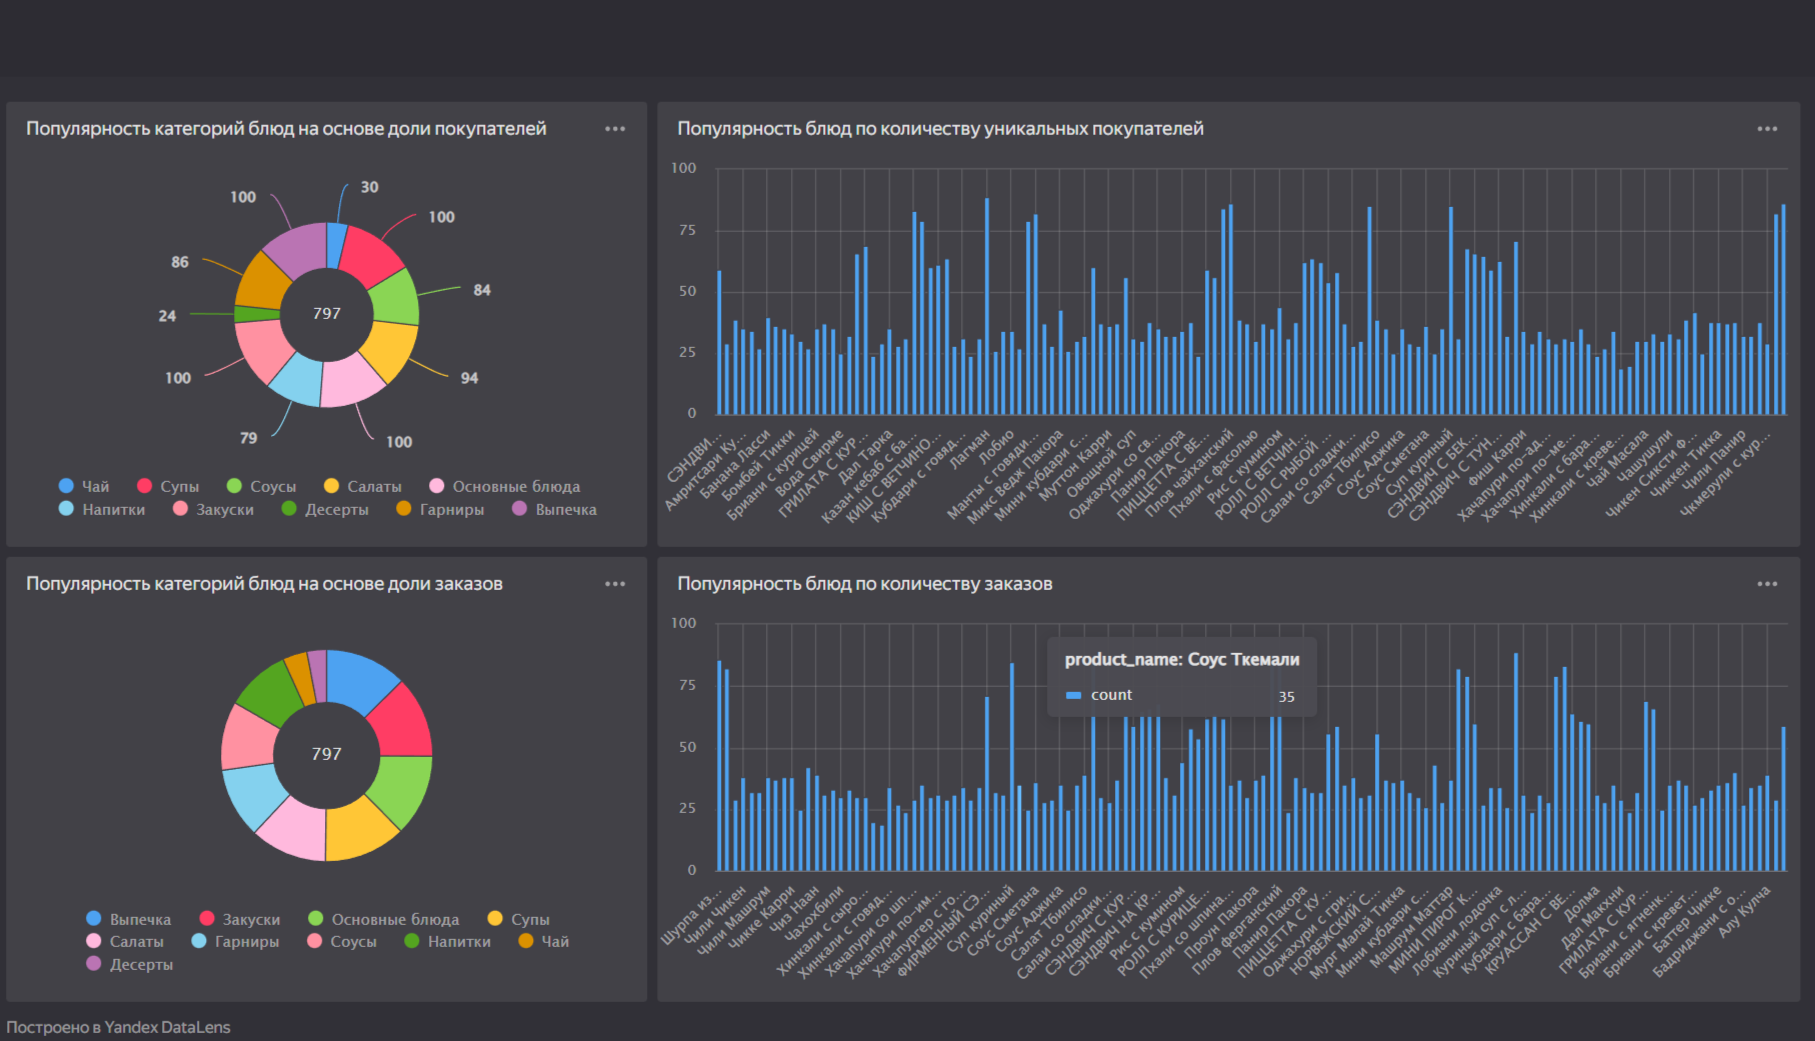 Популярность категорий блюд на основе доли покупателей
30
100
84
94
100
79
100
24
86
100
797
Чай Супы Соусы Салаты Основные блюда
Напитки Закуски Десерты Гарниры Выпечка
Популярность блюд по количеству уникальных покупателей
100
75
50
25
0
СЭНДВИ...
Амритсари Ку...
Банана Ласси
Бомбей Тикки
Бриани с курицей
Вода Свирме
ГРИЛАТА С КУР...
Дал Тарка
Казан кебаб с ба...
КИШ С ВЕТЧИНО...
Кубдари с говяд...
Лагман
Лобио
Манты с говяди...
Микс Ведж Пакора
Мини кубдари с...
Муттон Карри
Овошной суп
Оджахури со св...
Панир Пакора
ПИЦЦЕТТА С ВЕ...
Плов чайханский
Пхали с фасолью
Рис с кумином
РОЛЛ С ВЕТЧИН...
РОЛЛ С РЫБОЙ ...
Салаи со сладки...
Салат Тбилисо
Соус Аджика
Соус Сметана
Суп куриный
СЭНДВИЧ С БЕК...
СЭНДВИЧ С ТУН...
Фиш Карри
Хачапури по-ад...
Хачапури по-ме...
Хинкали с бара...
Хинкали с креве...
Чай Масала
Чашушули
Чикен Сиксти Ф...
Чиккен Тикка
Чили Панир
Чкмерули с кур...
Популярность категорий блюд на основе доли заказов
797
Выпечка Закуски Основные блюда Супы
Салаты Гарниры Соусы Напитки Чай
Десерты
Популярность блюд по количеству заказов
100
75
50
25
0
product_name: Соус Ткемали
count 35
Шурпа из...
Чили Чикен
Чили Машрум
Чикке Карри
Чиз Наан
Чахохбили
Хинкали с сыро...
Хинкали с говяд...
Хачапури со шп...
Хачапури по-им...
Хачапургер с го...
ФИРМЕННЫЙ СЭ...
Суп куриный
Соус Сметана
Соус Аджика
Салат Тбилисо
Салаи со сладки...
СЭНДВИЧ С КУР...
СЭНДВИЧ НА КР...
Рис с кумином
РОЛЛ С КУРИЦЕ...
Пхали со шпина...
Проун Пакора
Плов ферганский
Панир Пакора
ПИЦЦЕТТА С КУ...
Оджахури с гри...
НОРВЕЖСКИЙ С...
Мург Малай Тикка
Мини кубдари с...
Машрум Маттар
МИНИ ПИРОГ К...
Лобиани лодочка
Куриный суп с л...
Кубдари с бара...
КРУАССАН С ВЕ...
Долма
Дал Макхни
ГРИЛАТА С КУР...
Бриани с ягненк...
Бриани с кревет...
Баттер Чикке
Бадриджани с о...
Алу Кулча
Построено в Yandex DataLens